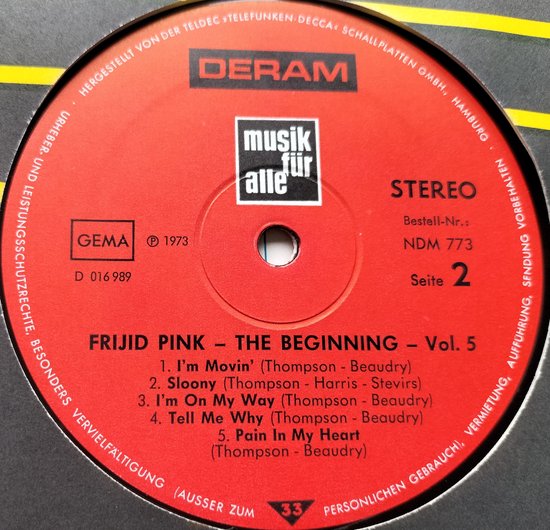 DERAM
musik
für
alle
STEREO
Bestell-Nr.:
NDM 773
Seite 2
GEMA
Ⓟ 1973
D 016989
FRIJID PINK – THE BEGINNING – Vol. 5
1. I'm Movin' (Thompson - Beaudry)
2. Sloony (Thompson - Harris - Stevirs)
3. I'm On My Way (Thompson - Beaudry)
4. Tell Me Why (Thompson - Beaudry)
5. Pain In My Heart
(Thompson - Beaudry)
33
HERGESTELLT VON DER TELDEC »TELEFUNKEN-DECCA« SCHALLPLATTEN GMBH., HAMBURG ·
URHEBER- UND LEISTUNGSSCHUTZRECHTE, BESONDERS VERVIELFÄLTIGUNG (AUSSER ZUM PERSÖNLICHEN GEBRAUCH), VERMIETUNG, AUFFÜHRUNG, SENDUNG VORBEHALTEN